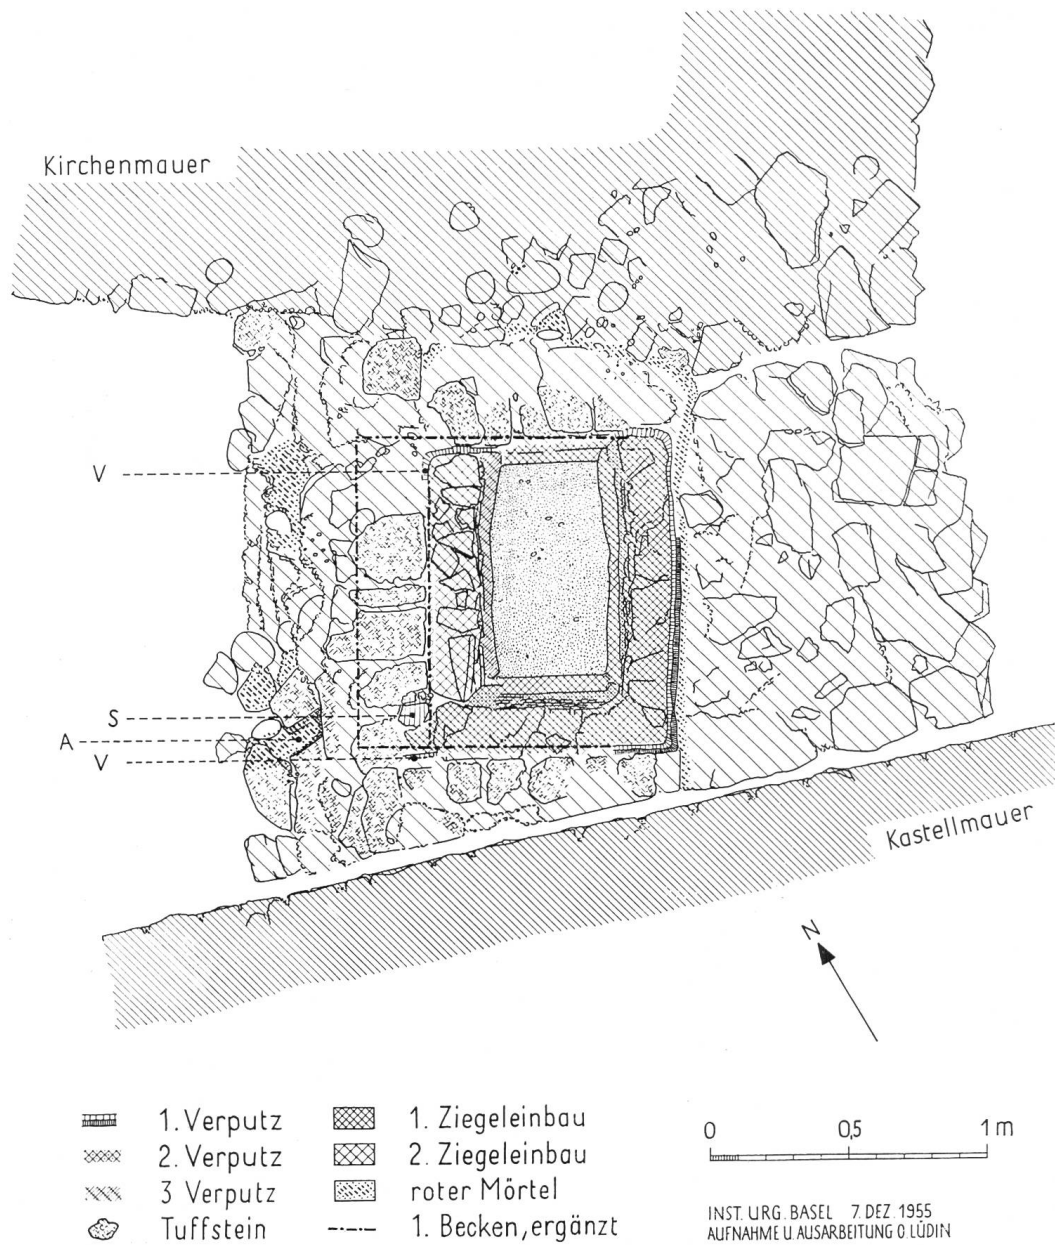 Kirchenmauer
V
S
A
V
Kastellmauer
N
1. Verputz
2. Verputz
3 Verputz
Tuffstein
1. Ziegeleinbau
2. Ziegeleinbau
roter Mörtel
1. Becken, ergänzt
0 0,5 1 m
INST. URG. BASEL 7. DEZ. 1955
AUFNAHME U. AUSARBEITUNG O. LÜDIN